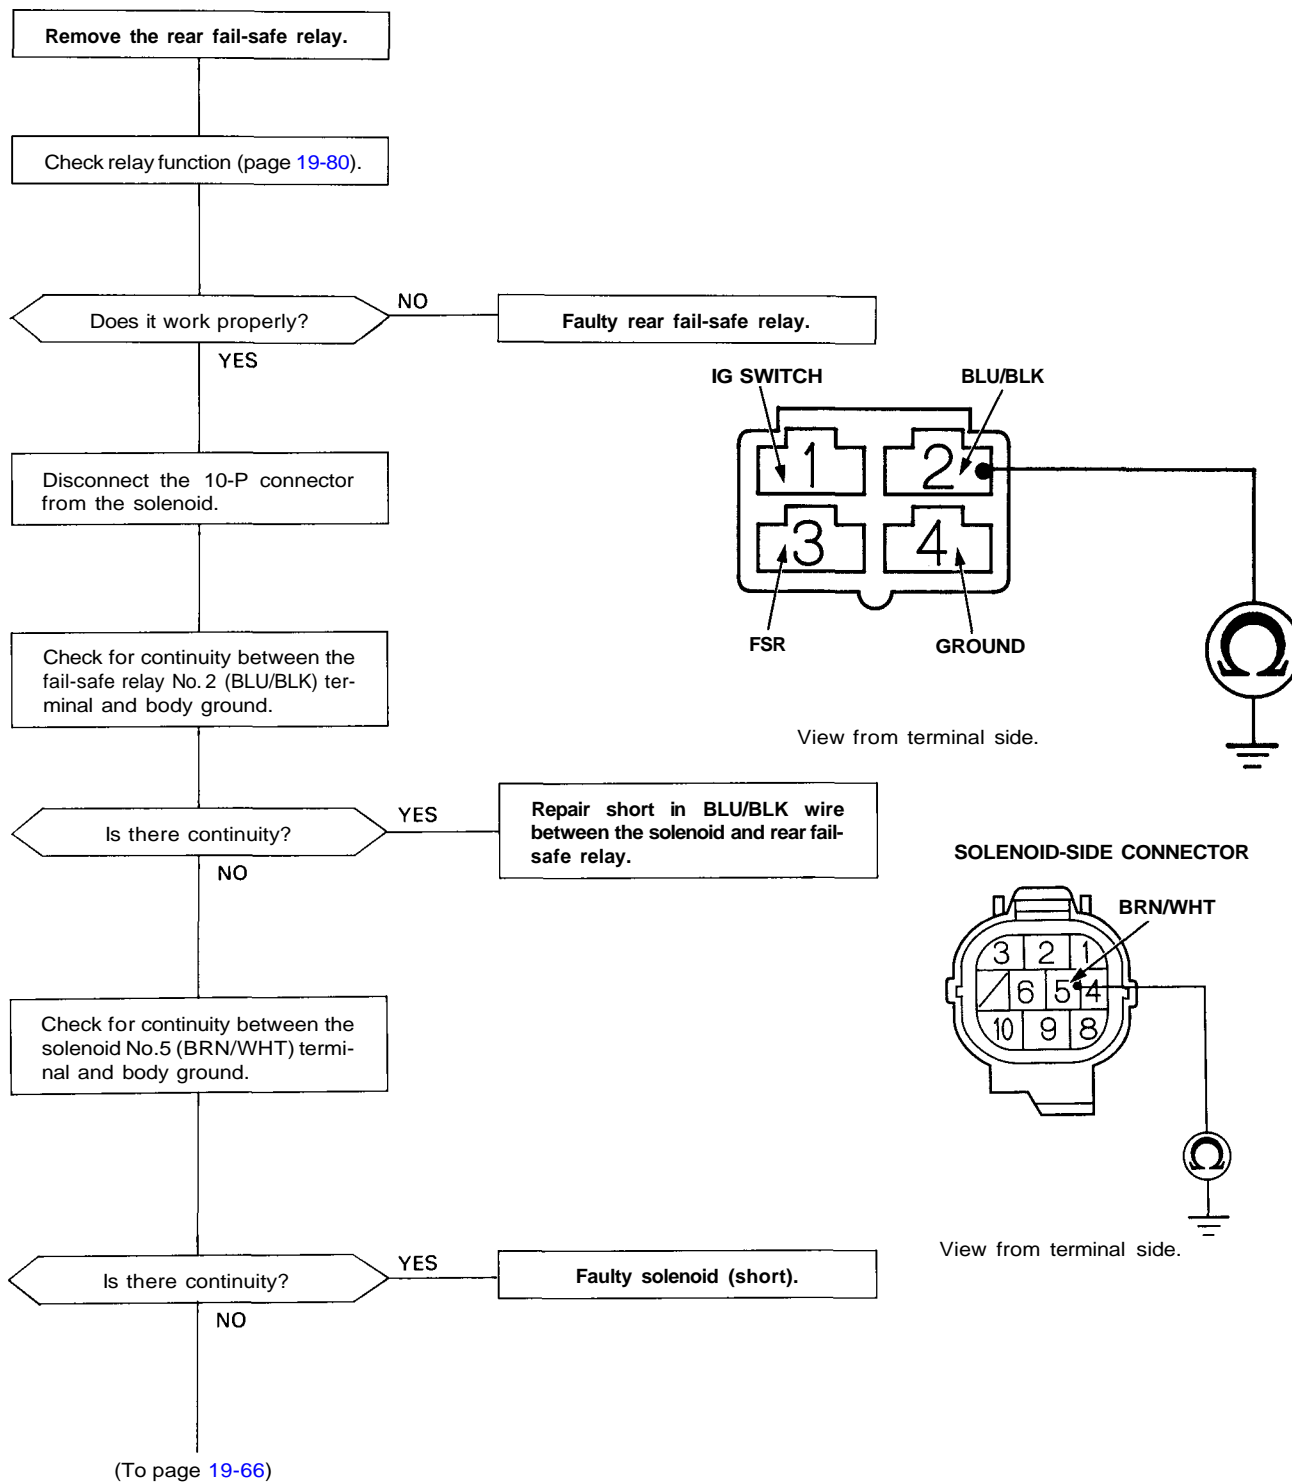 Remove the rear fail-safe relay.
Check relay function (page 19-80).
Does it work properly?
NO
Faulty rear fail-safe relay.
YES
IG SWITCH
BLU/BLK
1
2
3
4
FSR
GROUND
View from terminal side.
Disconnect the 10-P connector
from the solenoid.
Check for continuity between the
fail-safe relay No. 2 (BLU/BLK) ter-
minal and body ground.
Is there continuity?
YES
Repair short in BLU/BLK wire
between the solenoid and rear fail-
safe relay.
NO
SOLENOID-SIDE CONNECTOR
BRN/WHT
3 2 1
6 5 4
10 9 8
View from terminal side.
Check for continuity between the
solenoid No.5 (BRN/WHT) termi-
nal and body ground.
Is there continuity?
YES
Faulty solenoid (short).
NO
(To page 19-66)